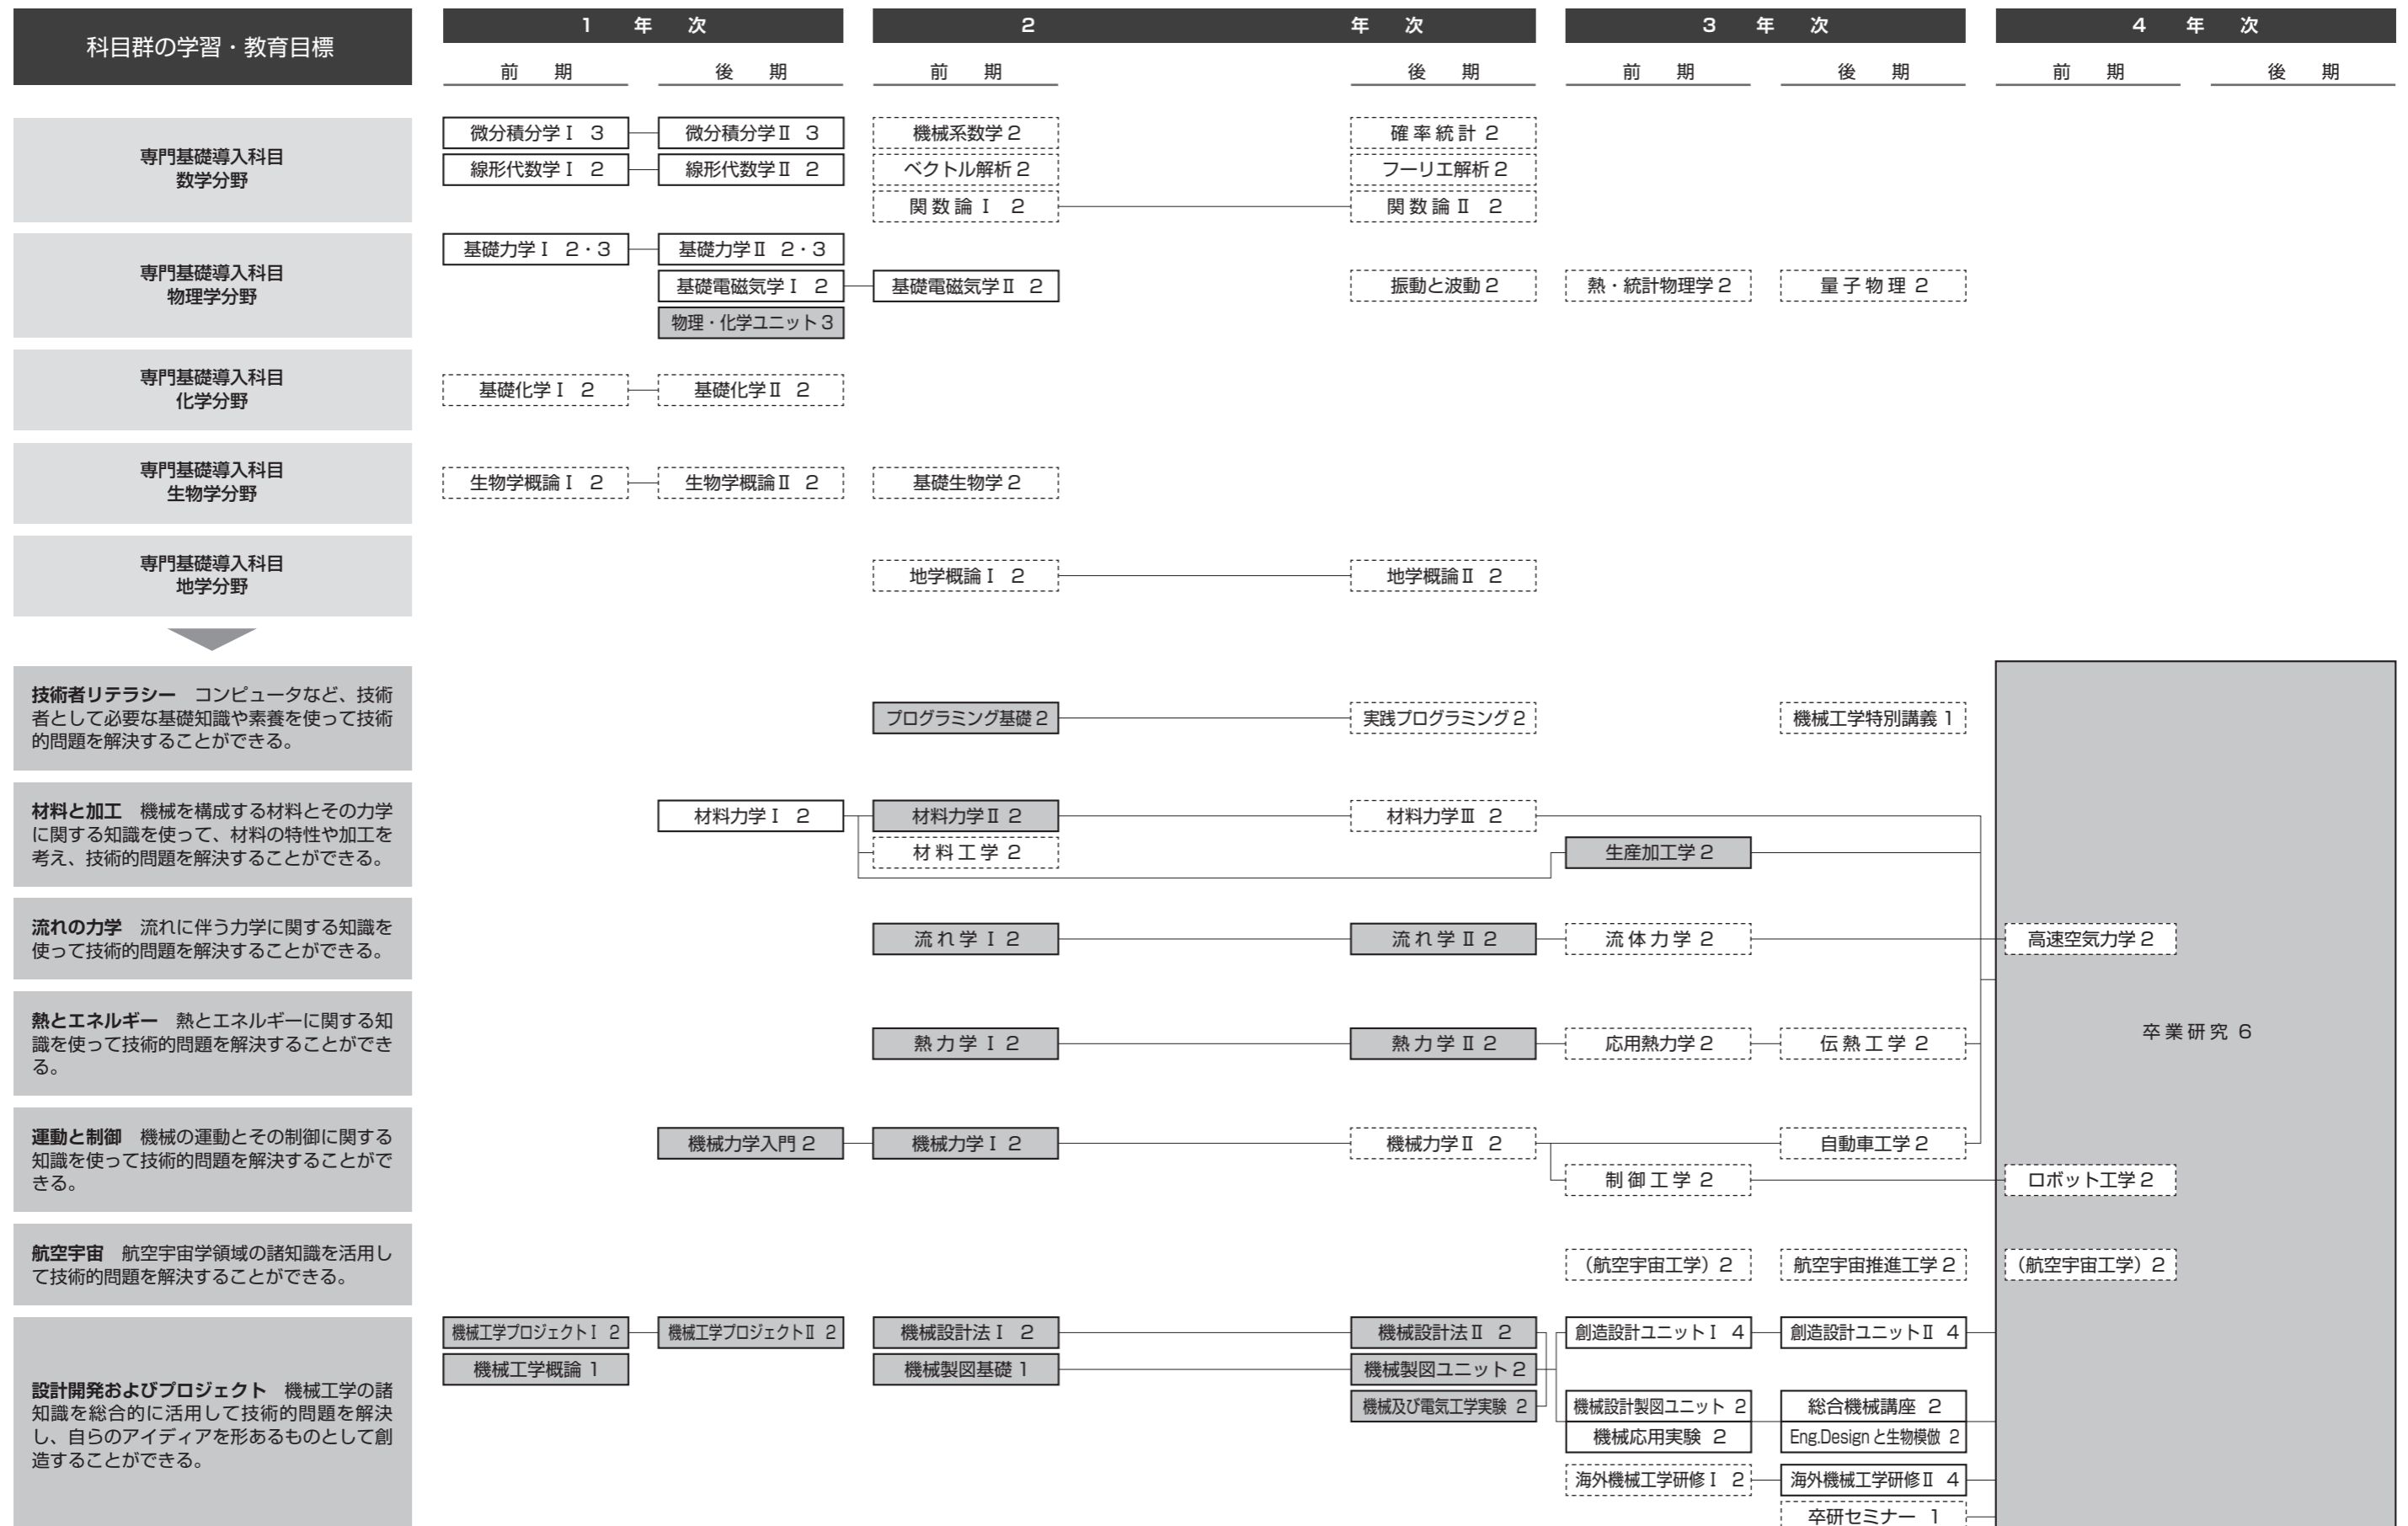 科目群の学習・教育目標
1 年 次
2 年 次
3 年 次
4 年 次
前 期
後 期
前 期
後 期
前 期
後 期
前 期
後 期
専門基礎導入科目
数学分野
微分積分学Ⅰ 3
微分積分学Ⅱ 3
機械系数学 2
確率統計 2
線形代数学Ⅰ 2
線形代数学Ⅱ 2
ベクトル解析 2
フーリエ解析 2
関数論Ⅰ 2
関数論Ⅱ 2
専門基礎導入科目
物理学分野
基礎力学Ⅰ 2・3
基礎力学Ⅱ 2・3
基礎電磁気学Ⅰ 2
基礎電磁気学Ⅱ 2
振動と波動 2
熱・統計物理学 2
量子物理 2
物理・化学ユニット 3
専門基礎導入科目
化学分野
基礎化学Ⅰ 2
基礎化学Ⅱ 2
専門基礎導入科目
生物学分野
生物学概論Ⅰ 2
生物学概論Ⅱ 2
基礎生物学 2
専門基礎導入科目
地学分野
地学概論Ⅰ 2
地学概論Ⅱ 2
技術者リテラシー コンピュータなど、技術
者として必要な基礎知識や素養を使って技術
的問題を解決することができる。
プログラミング基礎 2
実践プログラミング 2
機械工学特別講義 1
材料と加工 機械を構成する材料とその力学
に関する知識を使って、材料の特性や加工を
考え、技術的問題を解決することができる。
材料力学Ⅰ 2
材料力学Ⅱ 2
材料力学Ⅲ 2
材料工学 2
生産加工学 2
流れの力学 流れに伴う力学に関する知識を
使って技術的問題を解決することができる。
流れ学Ⅰ 2
流れ学Ⅱ 2
流体力学 2
高速空気力学 2
熱とエネルギー 熱とエネルギーに関する知
識を使って技術的問題を解決することができ
る。
熱力学Ⅰ 2
熱力学Ⅱ 2
応用熱力学 2
伝熱工学 2
卒業研究 6
運動と制御 機械の運動とその制御に関する
知識を使って技術的問題を解決することがで
きる。
機械力学入門 2
機械力学Ⅰ 2
機械力学Ⅱ 2
自動車工学 2
制御工学 2
ロボット工学 2
航空宇宙 航空宇宙学領域の諸知識を活用し
て技術的問題を解決することができる。
(航空宇宙工学) 2
航空宇宙推進工学 2
(航空宇宙工学) 2
設計開発およびプロジェクト 機械工学の諸
知識を総合的に活用して技術的問題を解決
し、自らのアイディアを形あるものとして創
造することができる。
機械工学プロジェクトⅠ 2
機械工学プロジェクトⅡ 2
機械設計法Ⅰ 2
機械設計法Ⅱ 2
創造設計ユニットⅠ 4
創造設計ユニットⅡ 4
機械工学概論 1
機械製図基礎 1
機械製図ユニット 2
機械及び電気工学実験 2
機械設計製図ユニット 2
総合機械講座 2
機械応用実験 2
Eng.Designと生物模倣 2
海外機械工学研修Ⅰ 2
海外機械工学研修Ⅱ 4
卒研セミナー 1